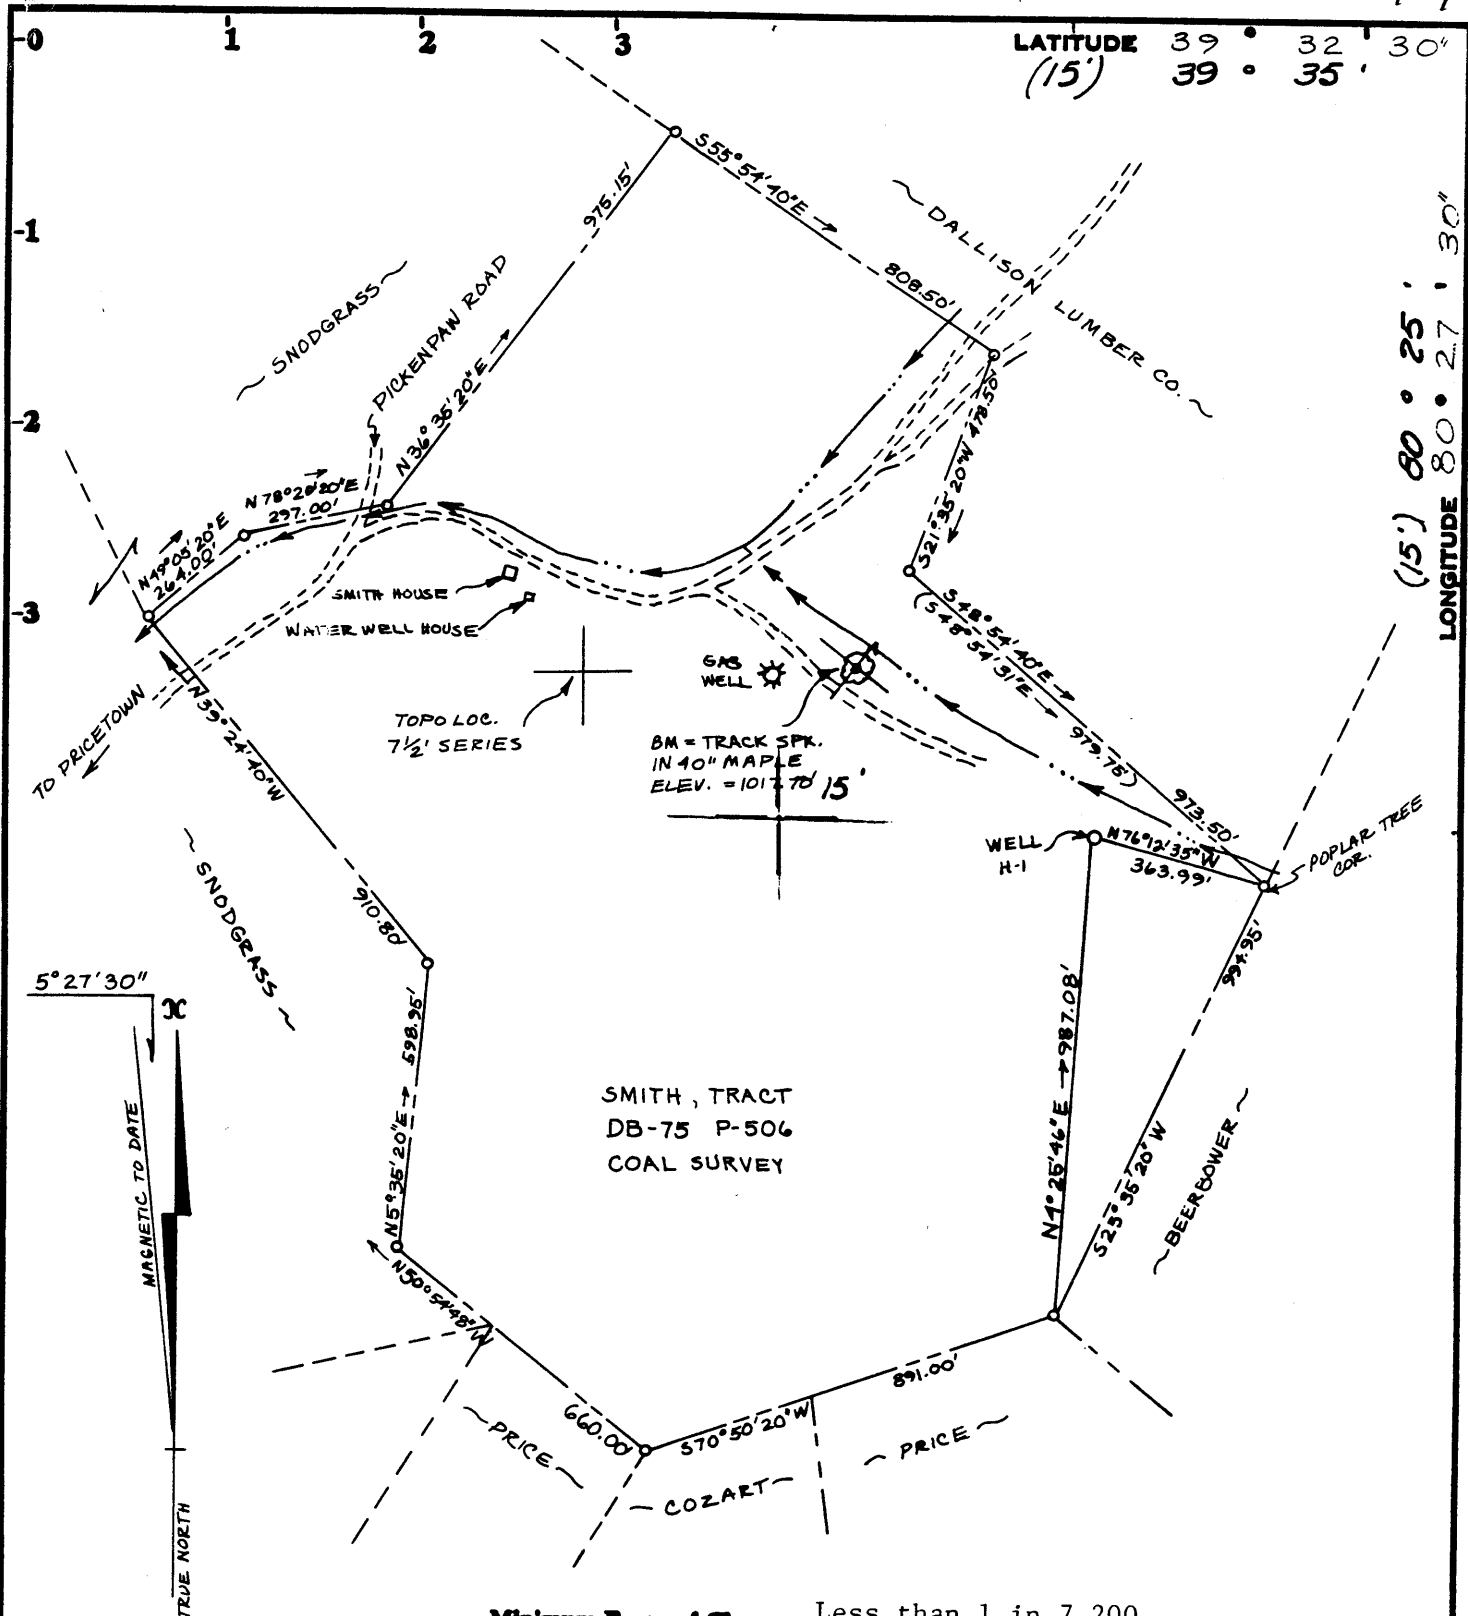 -0 1 2 3
LATITUDE 39 • 32 ' 30"
(15') 39 • 35 '
-1
-2
-3
(15') 80 • 25 '
LONGITUDE 80 • 27 ' 30"
S55°54'40"E
808.50'
975.15'
N36°35'20"E
DALLISON LUMBER CO.
SNODGRASS
PICKENPAW ROAD
N78°20'20"E
297.00'
N49°05'20"E
264.00'
S21°35'20"W 478.50'
SMITH HOUSE
WATER WELL HOUSE
GAS
WELL
TOPO LOC.
7½' SERIES
BM = TRACK SPK.
IN 40" MAPLE
ELEV. = 1017.70'
15'
S48°54'40"E
973.50'
(S48°54'31"E
979.75')
TO PRICETOWN
N39°24'40"W
910.80'
WELL
H-1
N76°12'35"W
363.99'
POPLAR TREE
COR.
SNODGRASS
994.95'
S25°35'20"W
N4°25'46"E 987.08'
BEERBOWER
5°27'30"
N
MAGNETIC TO DATE
TRUE NORTH
N5°35'20"E 598.95'
SMITH, TRACT
DB-75 P-506
COAL SURVEY
N50°54'48"W
660.00'
S70°50'20"W
891.00'
PRICE
COZART
PRICE
Less than 1 in 7,200